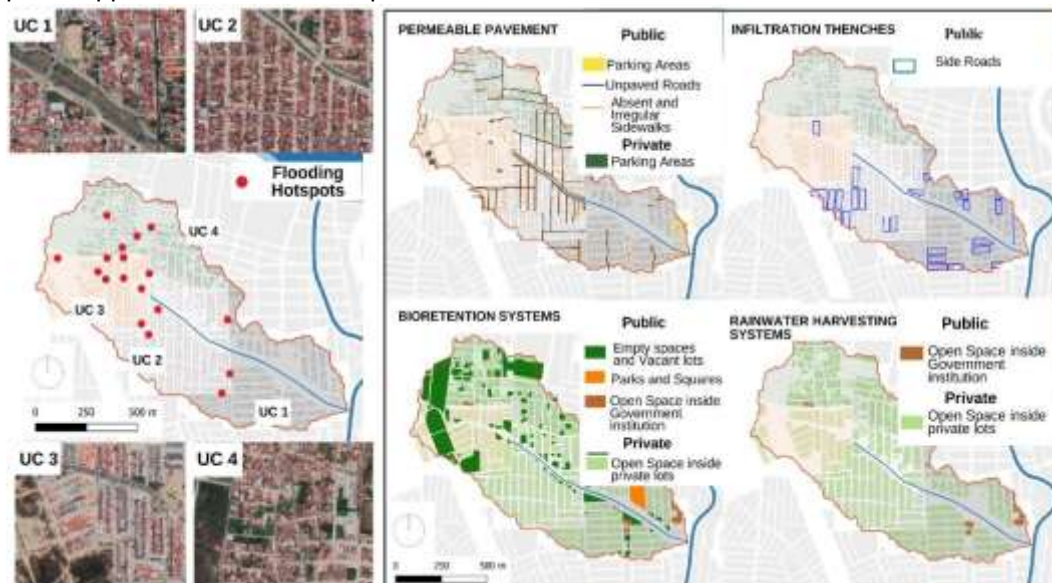 UC 1
UC 2
Flooding
Hotspots
UC 4
UC 3
UC 2
UC 1
0 250 500 m
UC 3
UC 4
PERMEABLE PAVEMENT
Public
Parking Areas
Unpaved Roads
Absent and
Irregular
Sidewalks
Private
Parking Areas
INFILTRATION THENCHES
Public
Side Roads
BIORETENTION SYSTEMS
Public
Empty spaces
and Vacant lots
Parks and Squares
Open Space inside
Government
institution
Private
Open Space inside
private lots
0 250 500 m
RAINWATER HARVESTING
SYSTEMS
Public
Open Space inside
Government
institution
Private
Open Space inside
private lots